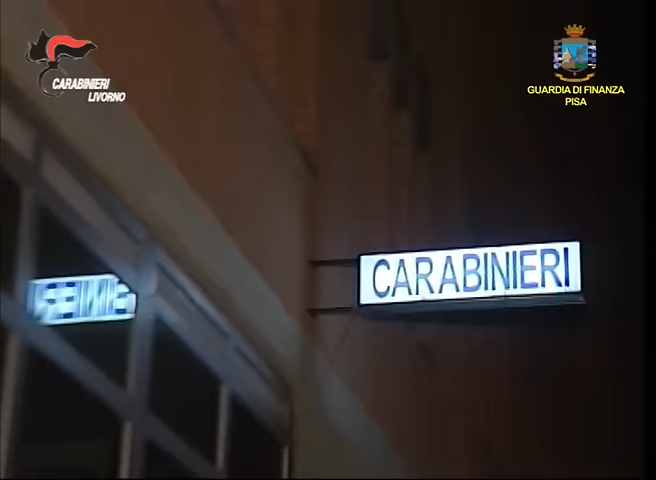 CARABINIERI
LIVORNO
GUARDIA DI FINANZA
PISA
CARABINIERI